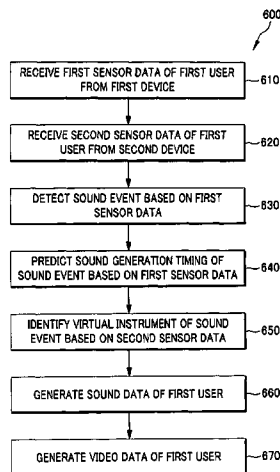 600
RECEIVE FIRST SENSOR DATA OF FIRST USER
FROM FIRST DEVICE
610
RECEIVE SECOND SENSOR DATA OF FIRST
USER FROM SECOND DEVICE
620
DETECT SOUND EVENT BASED ON FIRST
SENSOR DATA
630
PREDICT SOUND GENERATION TIMING OF
SOUND EVENT BASED ON FIRST SENSOR DATA
640
IDENTIFY VIRTUAL INSTRUMENT OF SOUND
EVENT BASED ON SECOND SENSOR DATA
650
GENERATE SOUND DATA OF FIRST USER
660
GENERATE VIDEO DATA OF FIRST USER
670